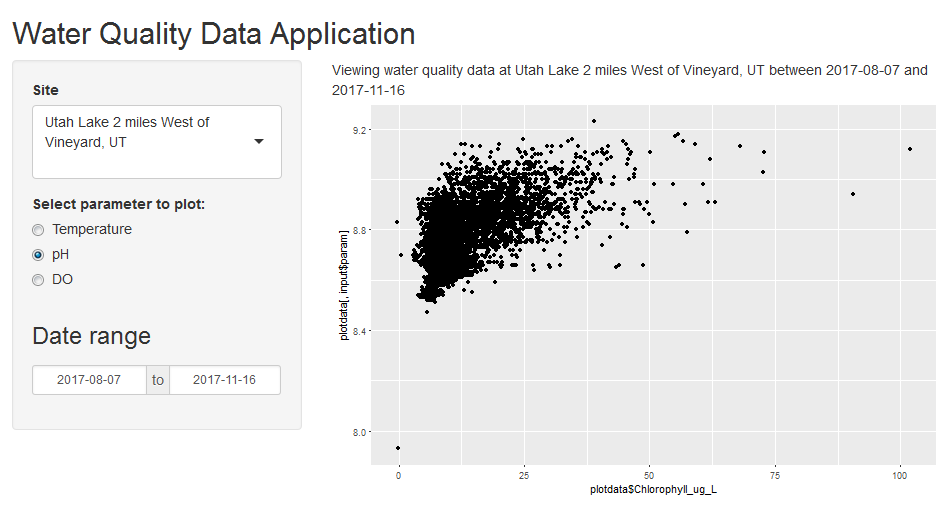 Water Quality Data Application
Site
Utah Lake 2 miles West of
Vineyard, UT
Select parameter to plot:
Temperature
pH
DO
Date range
2017-08-07 to 2017-11-16
Viewing water quality data at Utah Lake 2 miles West of Vineyard, UT between 2017-08-07 and
2017-11-16
plotdata[, input$param]
9.2
8.8
8.4
8.0
0 25 50 75 100
plotdata$Chlorophyll_ug_L